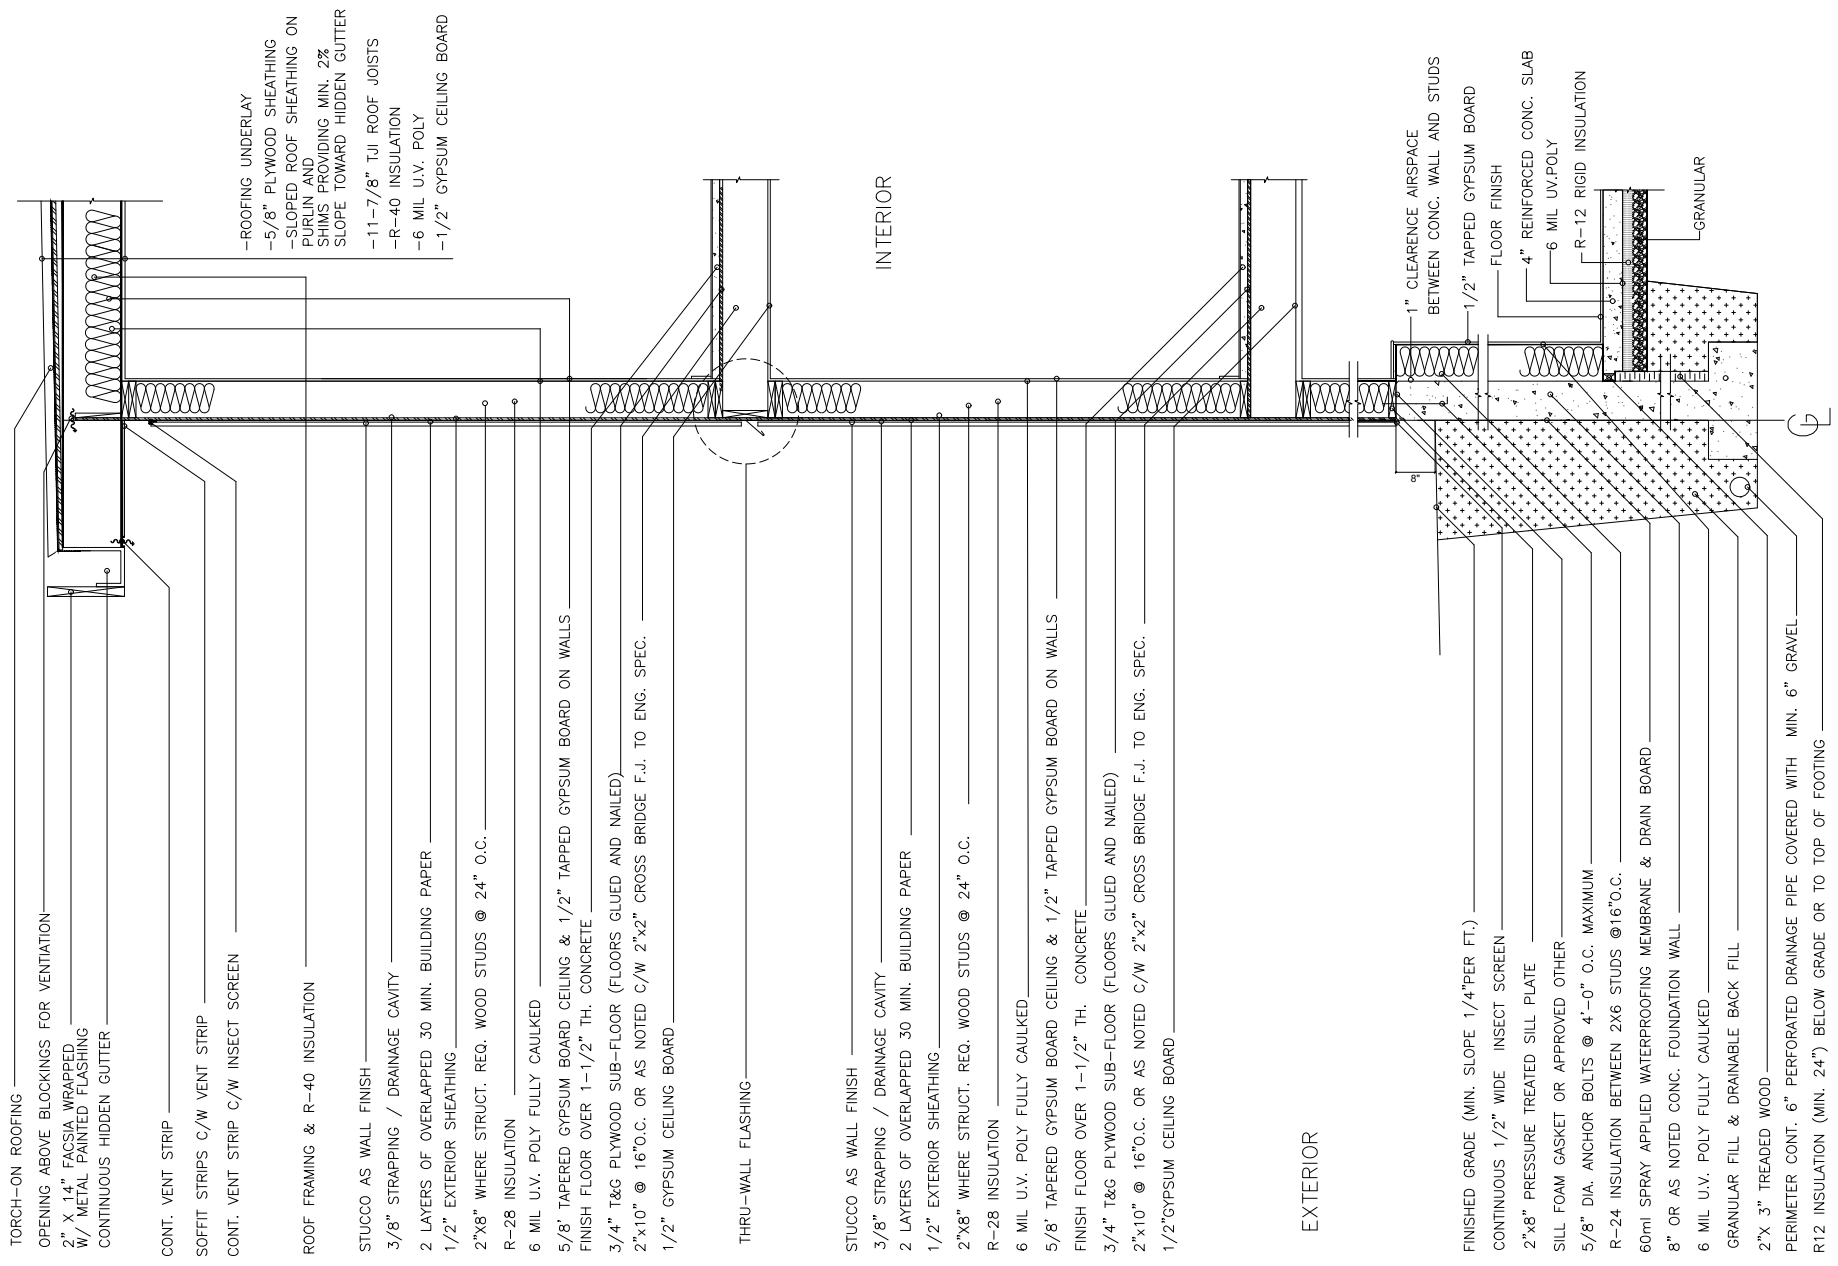 TORCH-ON ROOFING
OPENING ABOVE BLOCKINGS FOR VENTIATION
2" X 14" FACSIA WRAPPED
W/ METAL PAINTED FLASHING
CONTINUOUS HIDDEN GUTTER
CONT. VENT STRIP
SOFFIT STRIPS C/W VENT STRIP
CONT. VENT STRIP C/W INSECT SCREEN
ROOF FRAMING & R-40 INSULATION
STUCCO AS WALL FINISH
3/8" STRAPPING / DRAINAGE CAVITY
2 LAYERS OF OVERLAPPED 30 MIN. BUILDING PAPER
1/2" EXTERIOR SHEATHING
2"X8" WHERE STRUCT. REQ. WOOD STUDS @ 24" O.C.
R-28 INSULATION
6 MIL U.V. POLY FULLY CAULKED
5/8' TAPERED GYPSUM BOARD CEILING & 1/2" TAPPED GYPSUM BOARD ON WALLS
FINISH FLOOR OVER 1-1/2" TH. CONCRETE
3/4" T&G PLYWOOD SUB-FLOOR (FLOORS GLUED AND NAILED)
2"x10" @ 16"O.C. OR AS NOTED C/W 2"x2" CROSS BRIDGE F.J. TO ENG. SPEC.
1/2" GYPSUM CEILING BOARD
THRU-WALL FLASHING
STUCCO AS WALL FINISH
3/8" STRAPPING / DRAINAGE CAVITY
2 LAYERS OF OVERLAPPED 30 MIN. BUILDING PAPER
1/2" EXTERIOR SHEATHING
2"X8" WHERE STRUCT. REQ. WOOD STUDS @ 24" O.C.
R-28 INSULATION
6 MIL U.V. POLY FULLY CAULKED
5/8' TAPERED GYPSUM BOARD CEILING & 1/2" TAPPED GYPSUM BOARD ON WALLS
FINISH FLOOR OVER 1-1/2" TH. CONCRETE
3/4" T&G PLYWOOD SUB-FLOOR (FLOORS GLUED AND NAILED)
2"x10" @ 16"O.C. OR AS NOTED C/W 2"x2" CROSS BRIDGE F.J. TO ENG. SPEC.
1/2"GYPSUM CEILING BOARD
EXTERIOR
FINISHED GRADE (MIN. SLOPE 1/4"PER FT.)
CONTINUOUS 1/2" WIDE INSECT SCREEN
2"x8" PRESSURE TREATED SILL PLATE
SILL FOAM GASKET OR APPROVED OTHER
5/8" DIA. ANCHOR BOLTS @ 4'-0" O.C. MAXIMUM
R-24 INSULATION BETWEEN 2X6 STUDS @16"O.C.
60ml SPRAY APPLIED WATERPROOFING MEMBRANE & DRAIN BOARD
8" OR AS NOTED CONC. FOUNDATION WALL
6 MIL U.V. POLY FULLY CAULKED
GRANULAR FILL & DRAINABLE BACK FILL
2"X 3" TREADED WOOD
PERIMETER CONT. 6" PERFORATED DRAINAGE PIPE COVERED WITH MIN. 6" GRAVEL
R12 INSULATION (MIN. 24") BELOW GRADE OR TO TOP OF FOOTING
-ROOFING UNDERLAY
-5/8" PLYWOOD SHEATHING
-SLOPED ROOF SHEATHING ON
PURLIN AND
SHIMS PROVIDING MIN. 2%
SLOPE TOWARD HIDDEN GUTTER
-11-7/8" TJI ROOF JOISTS
-R-40 INSULATION
-6 MIL U.V. POLY
-1/2" GYPSUM CEILING BOARD
INTERIOR
1" CLEARENCE AIRSPACE
BETWEEN CONC. WALL AND STUDS
1/2" TAPPED GYPSUM BOARD
FLOOR FINISH
4" REINFORCED CONC. SLAB
6 MIL UV.POLY
R-12 RIGID INSULATION
GRANULAR
8"
GL